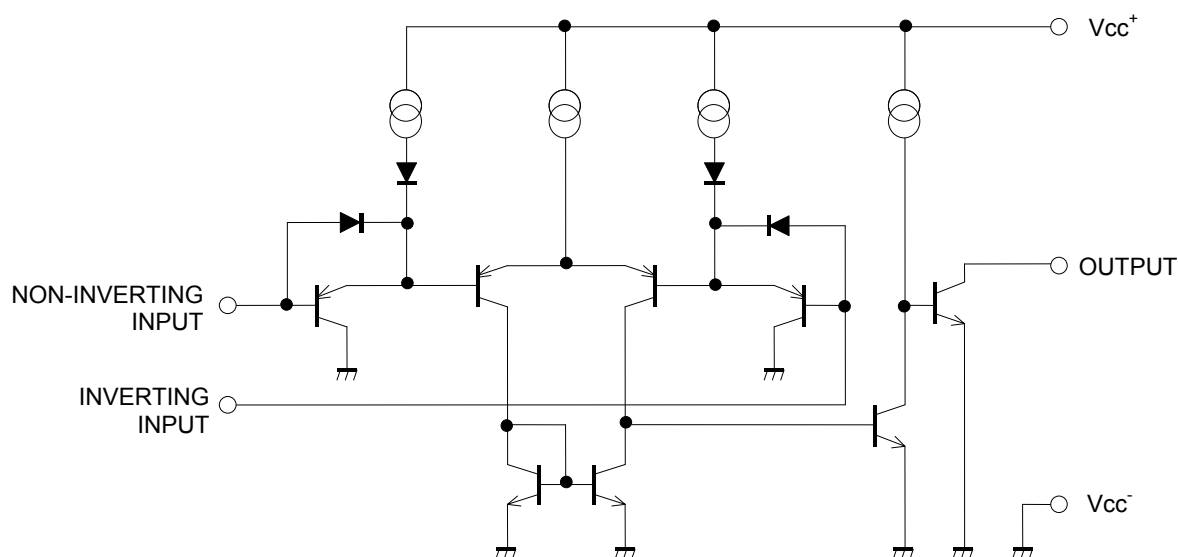 Vcc+
NON-INVERTING
INPUT
OUTPUT
INVERTING
INPUT
Vcc-